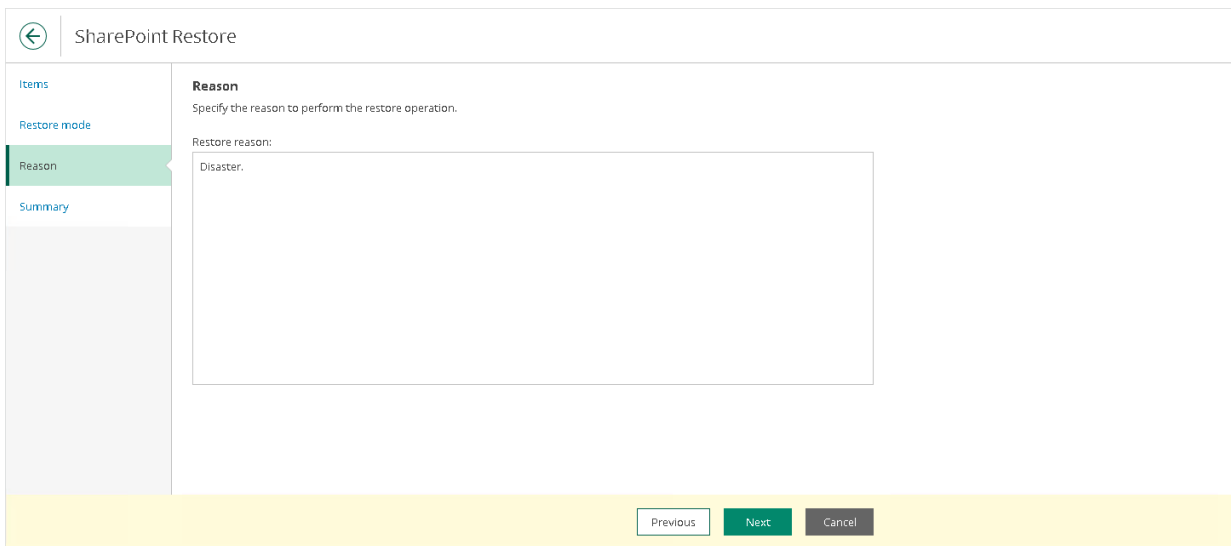 SharePoint Restore
Items
Restore mode
Reason
Summary
Reason
Specify the reason to perform the restore operation.
Restore reason:
Disaster.
Previous
Next
Cancel